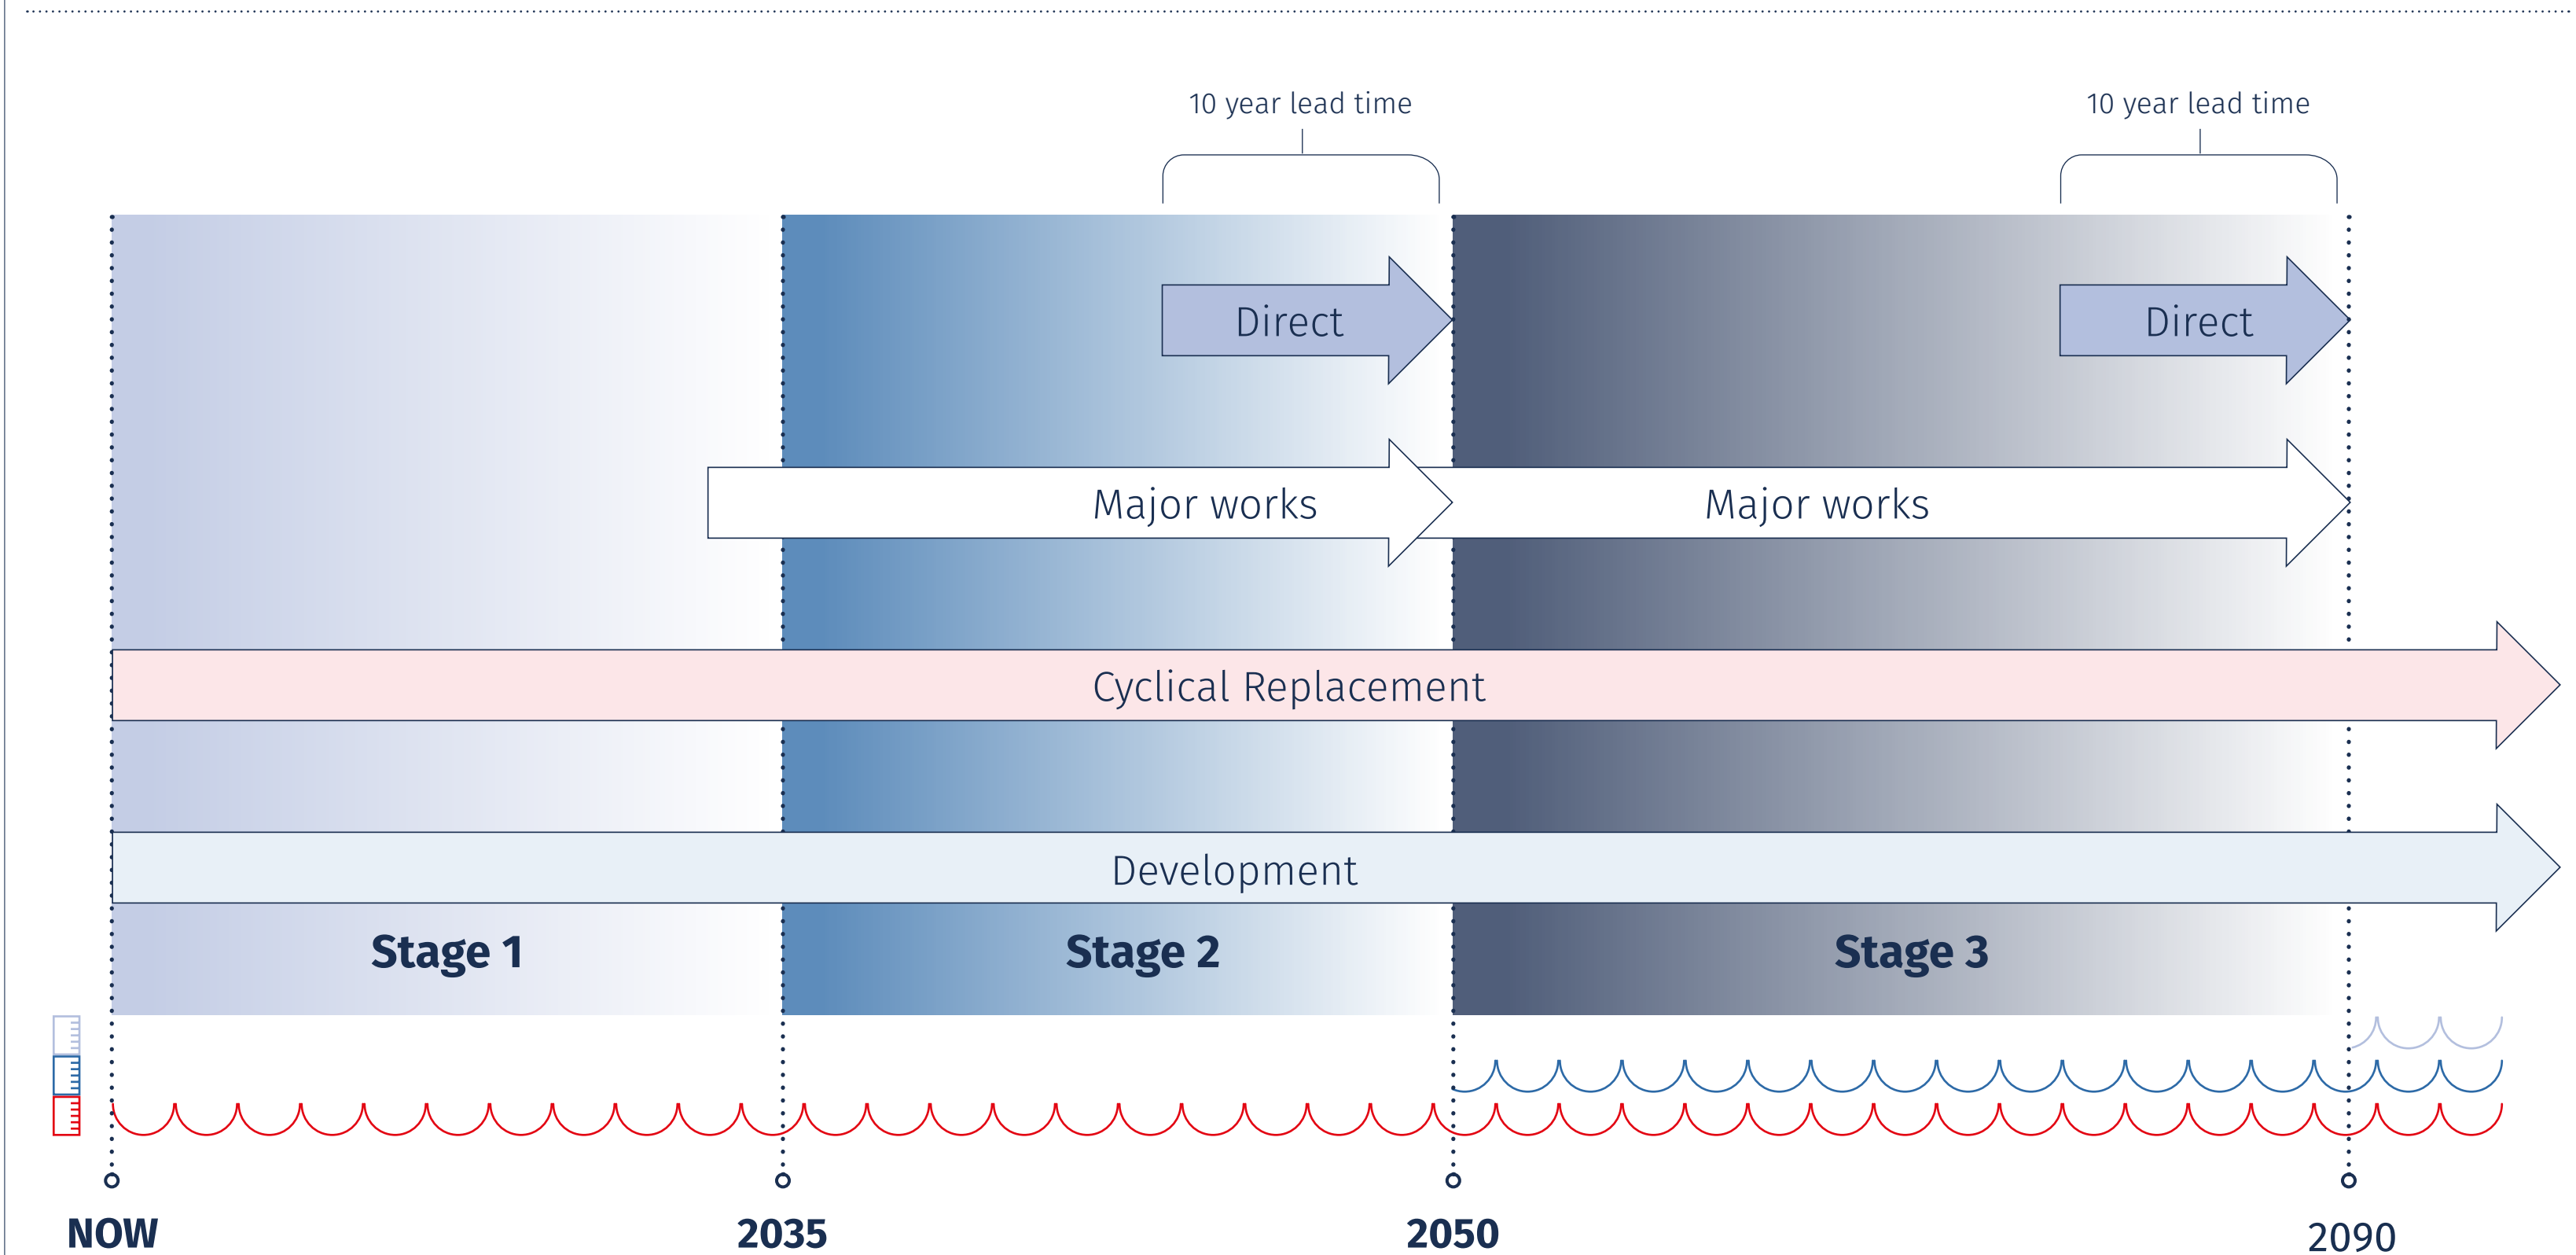 10 year lead time
10 year lead time
Direct
Direct
Major works
Major works
Cyclical Replacement
Development
Stage 1
Stage 2
Stage 3
NOW
2035
2050
2090